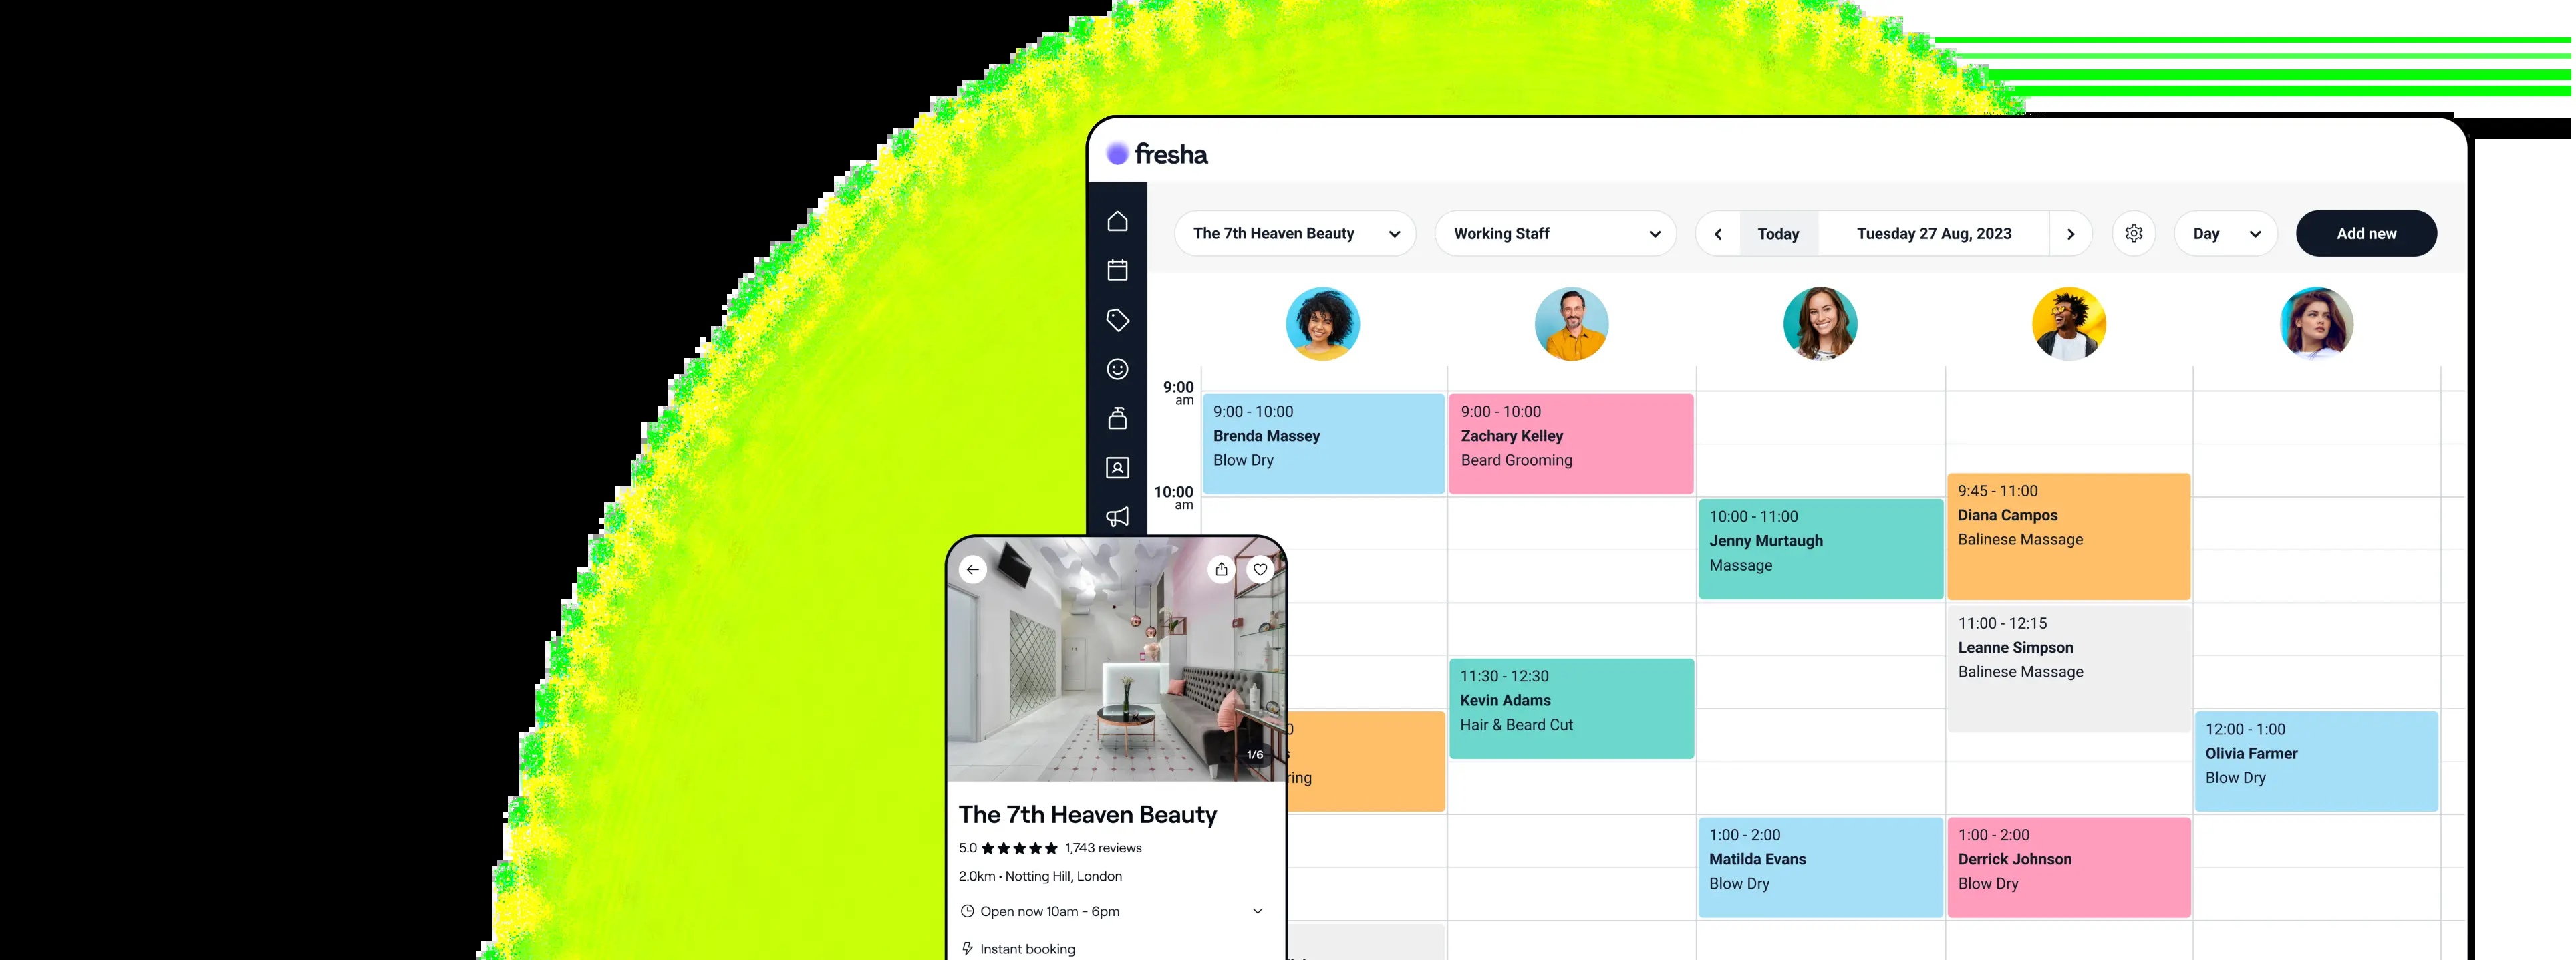 fresha
The 7th Heaven Beauty
Working Staff
Today
Tuesday 27 Aug, 2023
Day
Add new
9:00
am
9:00 - 10:00
Brenda Massey
Blow Dry
9:00 - 10:00
Zachary Kelley
Beard Grooming
10:00
am
10:00 - 11:00
Jenny Murtaugh
Massage
9:45 - 11:00
Diana Campos
Balinese Massage
11:00 - 12:15
Leanne Simpson
Balinese Massage
11:30 - 12:30
Kevin Adams
Hair & Beard Cut
12:00 - 1:00
Olivia Farmer
Blow Dry
1:00 - 2:00
Matilda Evans
Blow Dry
1:00 - 2:00
Derrick Johnson
Blow Dry
1/6
The 7th Heaven Beauty
5.0 ★★★★★ 1,743 reviews
2.0km • Notting Hill, London
Open now 10am - 6pm
Instant booking